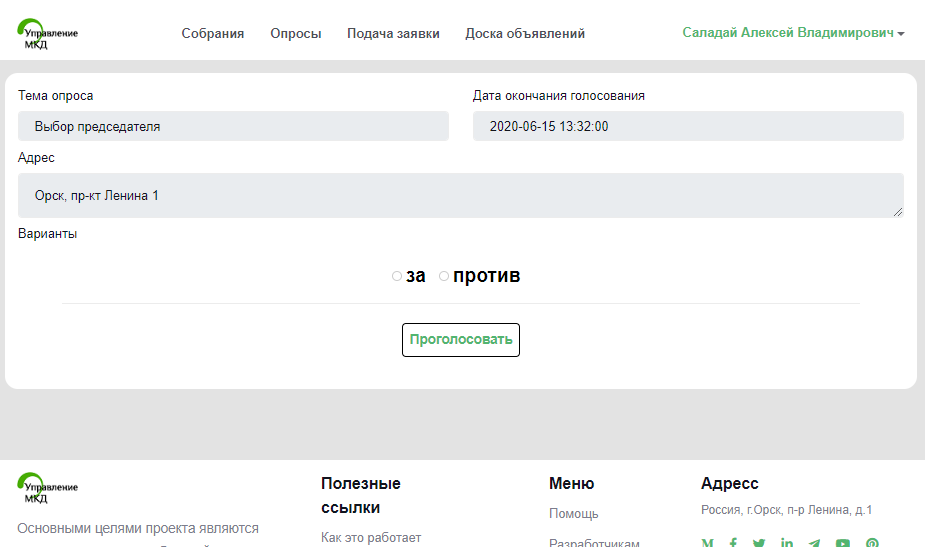 Управление
МКД
Собрания Опросы Подача заявки Доска объявлений Саладай Алексей Владимирович
Тема опроса Дата окончания голосования
Выбор председателя 2020-06-15 13:32:00
Адрес
Орск, пр-кт Ленина 1
Варианты
за против
Проголосовать
Управление
МКД
Основными целями проекта являются
Полезные
ссылки
Как это работает
Меню
Помощь
Разработчикам
Адресс
Россия, г.Орск, п-р Ленина, д.1